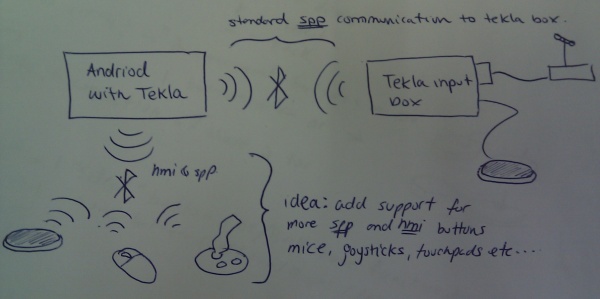 standard spp communication to tekla box.
Andriod
with Tekla
Tekla input
box
hmi & spp
idea: add support for
more spp and hmi buttons
mice, joysticks, touchpads etc....